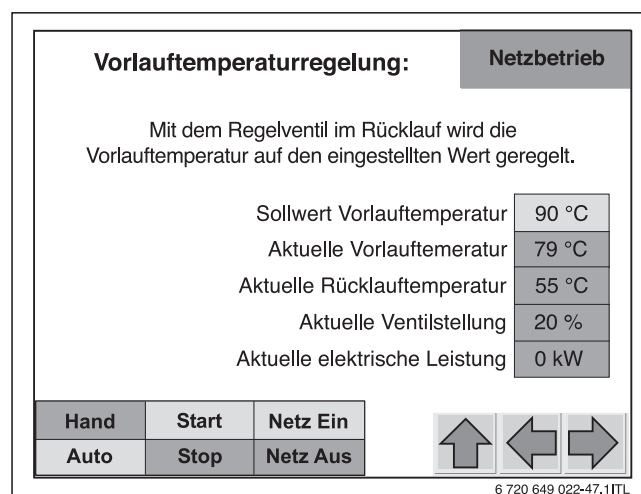 Vorlauftemperaturregelung:
Netzbetrieb
Mit dem Regelventil im Rücklauf wird die
Vorlauftemperatur auf den eingestellten Wert geregelt.
Sollwert Vorlauftemperatur 90 °C
Aktuelle Vorlauftemeratur 79 °C
Aktuelle Rücklauftemperatur 55 °C
Aktuelle Ventilstellung 20 %
Aktuelle elektrische Leistung 0 kW
Hand Start Netz Ein
Auto Stop Netz Aus
6 720 649 022-47.1ITL